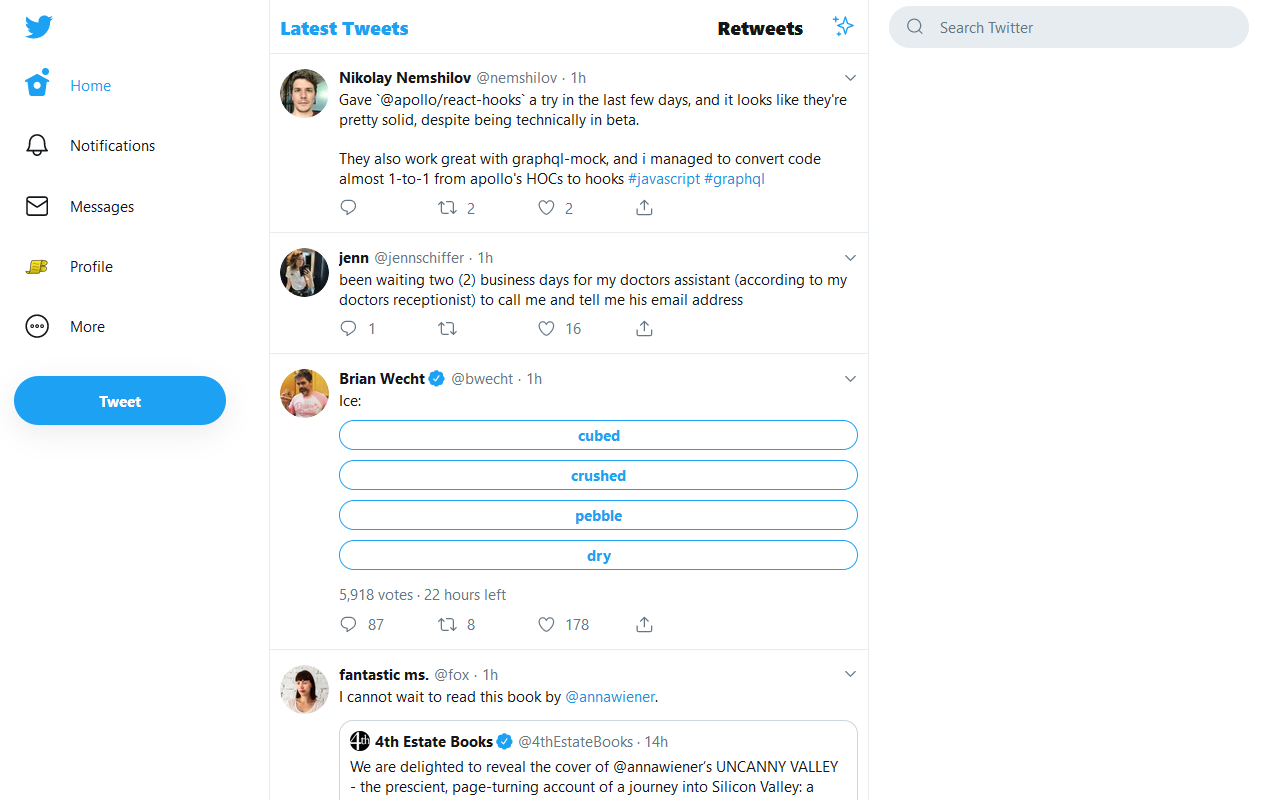 Latest Tweets
Retweets
Search Twitter
Home
Notifications
Messages
Profile
More
Tweet
Nikolay Nemshilov @nemshilov · 1h
Gave `@apollo/react-hooks` a try in the last few days, and it looks like they're
pretty solid, despite being technically in beta.
They also work great with graphql-mock, and i managed to convert code
almost 1-to-1 from apollo's HOCs to hooks #javascript #graphql
2 2
jenn @jennschiffer · 1h
been waiting two (2) business days for my doctors assistant (according to my
doctors receptionist) to call me and tell me his email address
1 16
Brian Wecht @bwecht · 1h
Ice:
cubed
crushed
pebble
dry
5,918 votes · 22 hours left
87 8 178
fantastic ms. @fox · 1h
I cannot wait to read this book by @annawiener.
4th
4th Estate Books @4thEstateBooks · 14h
We are delighted to reveal the cover of @annawiener's UNCANNY VALLEY
- the prescient, page-turning account of a journey into Silicon Valley: a